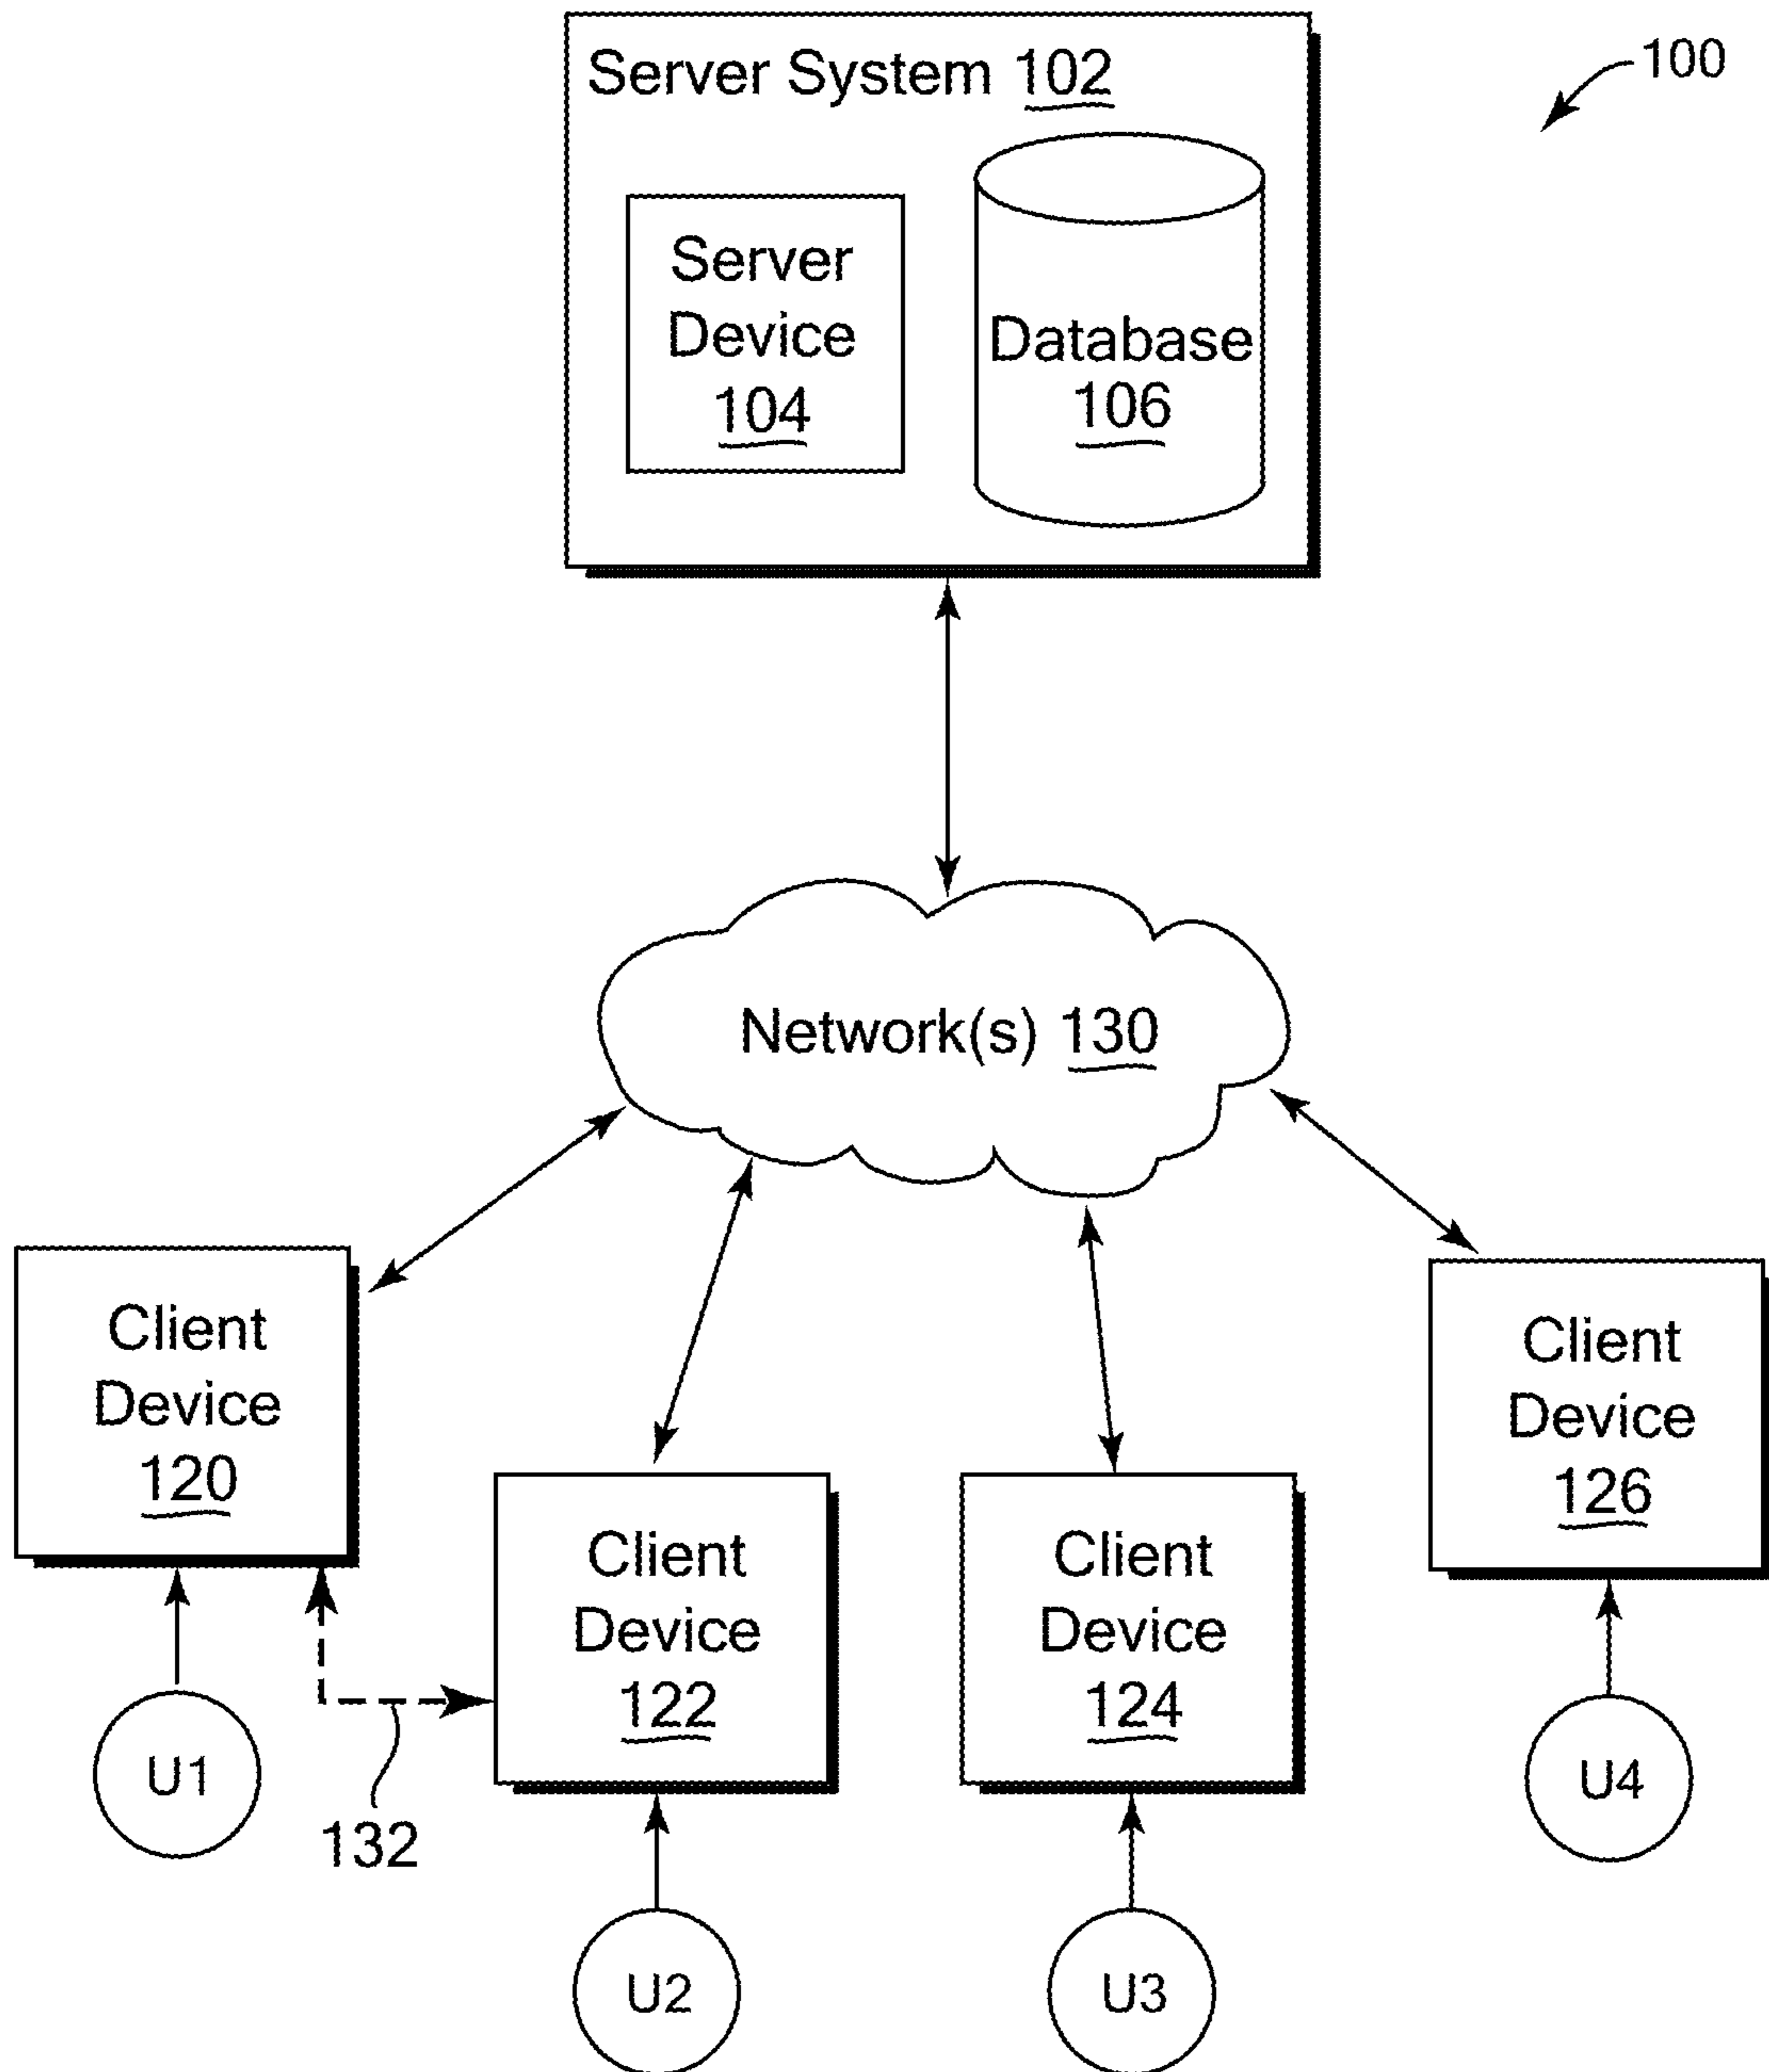 Server System 102
100
Server
Device
104
Database
106
Network(s) 130
Client
Device
120
Client
Device
122
Client
Device
124
Client
Device
126
U1
132
U2
U3
U4